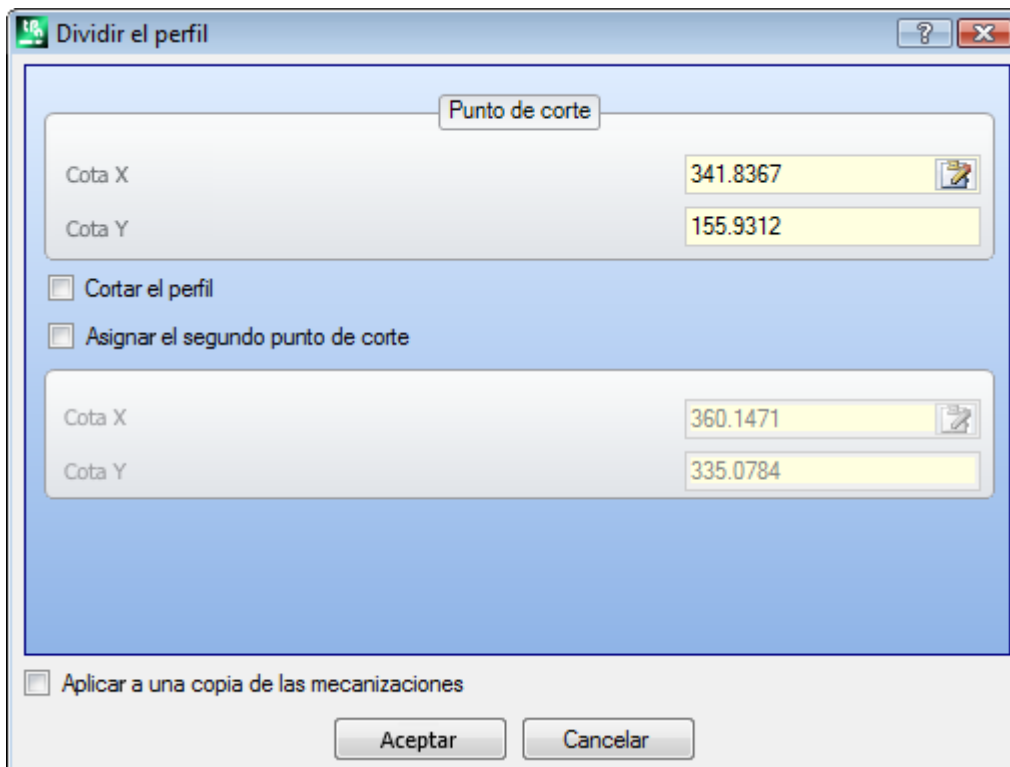 Dividir el perfil
Punto de corte
Cota X 341.8367
Cota Y 155.9312
Cortar el perfil
Asignar el segundo punto de corte
Cota X 360.1471
Cota Y 335.0784
Aplicar a una copia de las mecanizaciones
Aceptar Cancelar